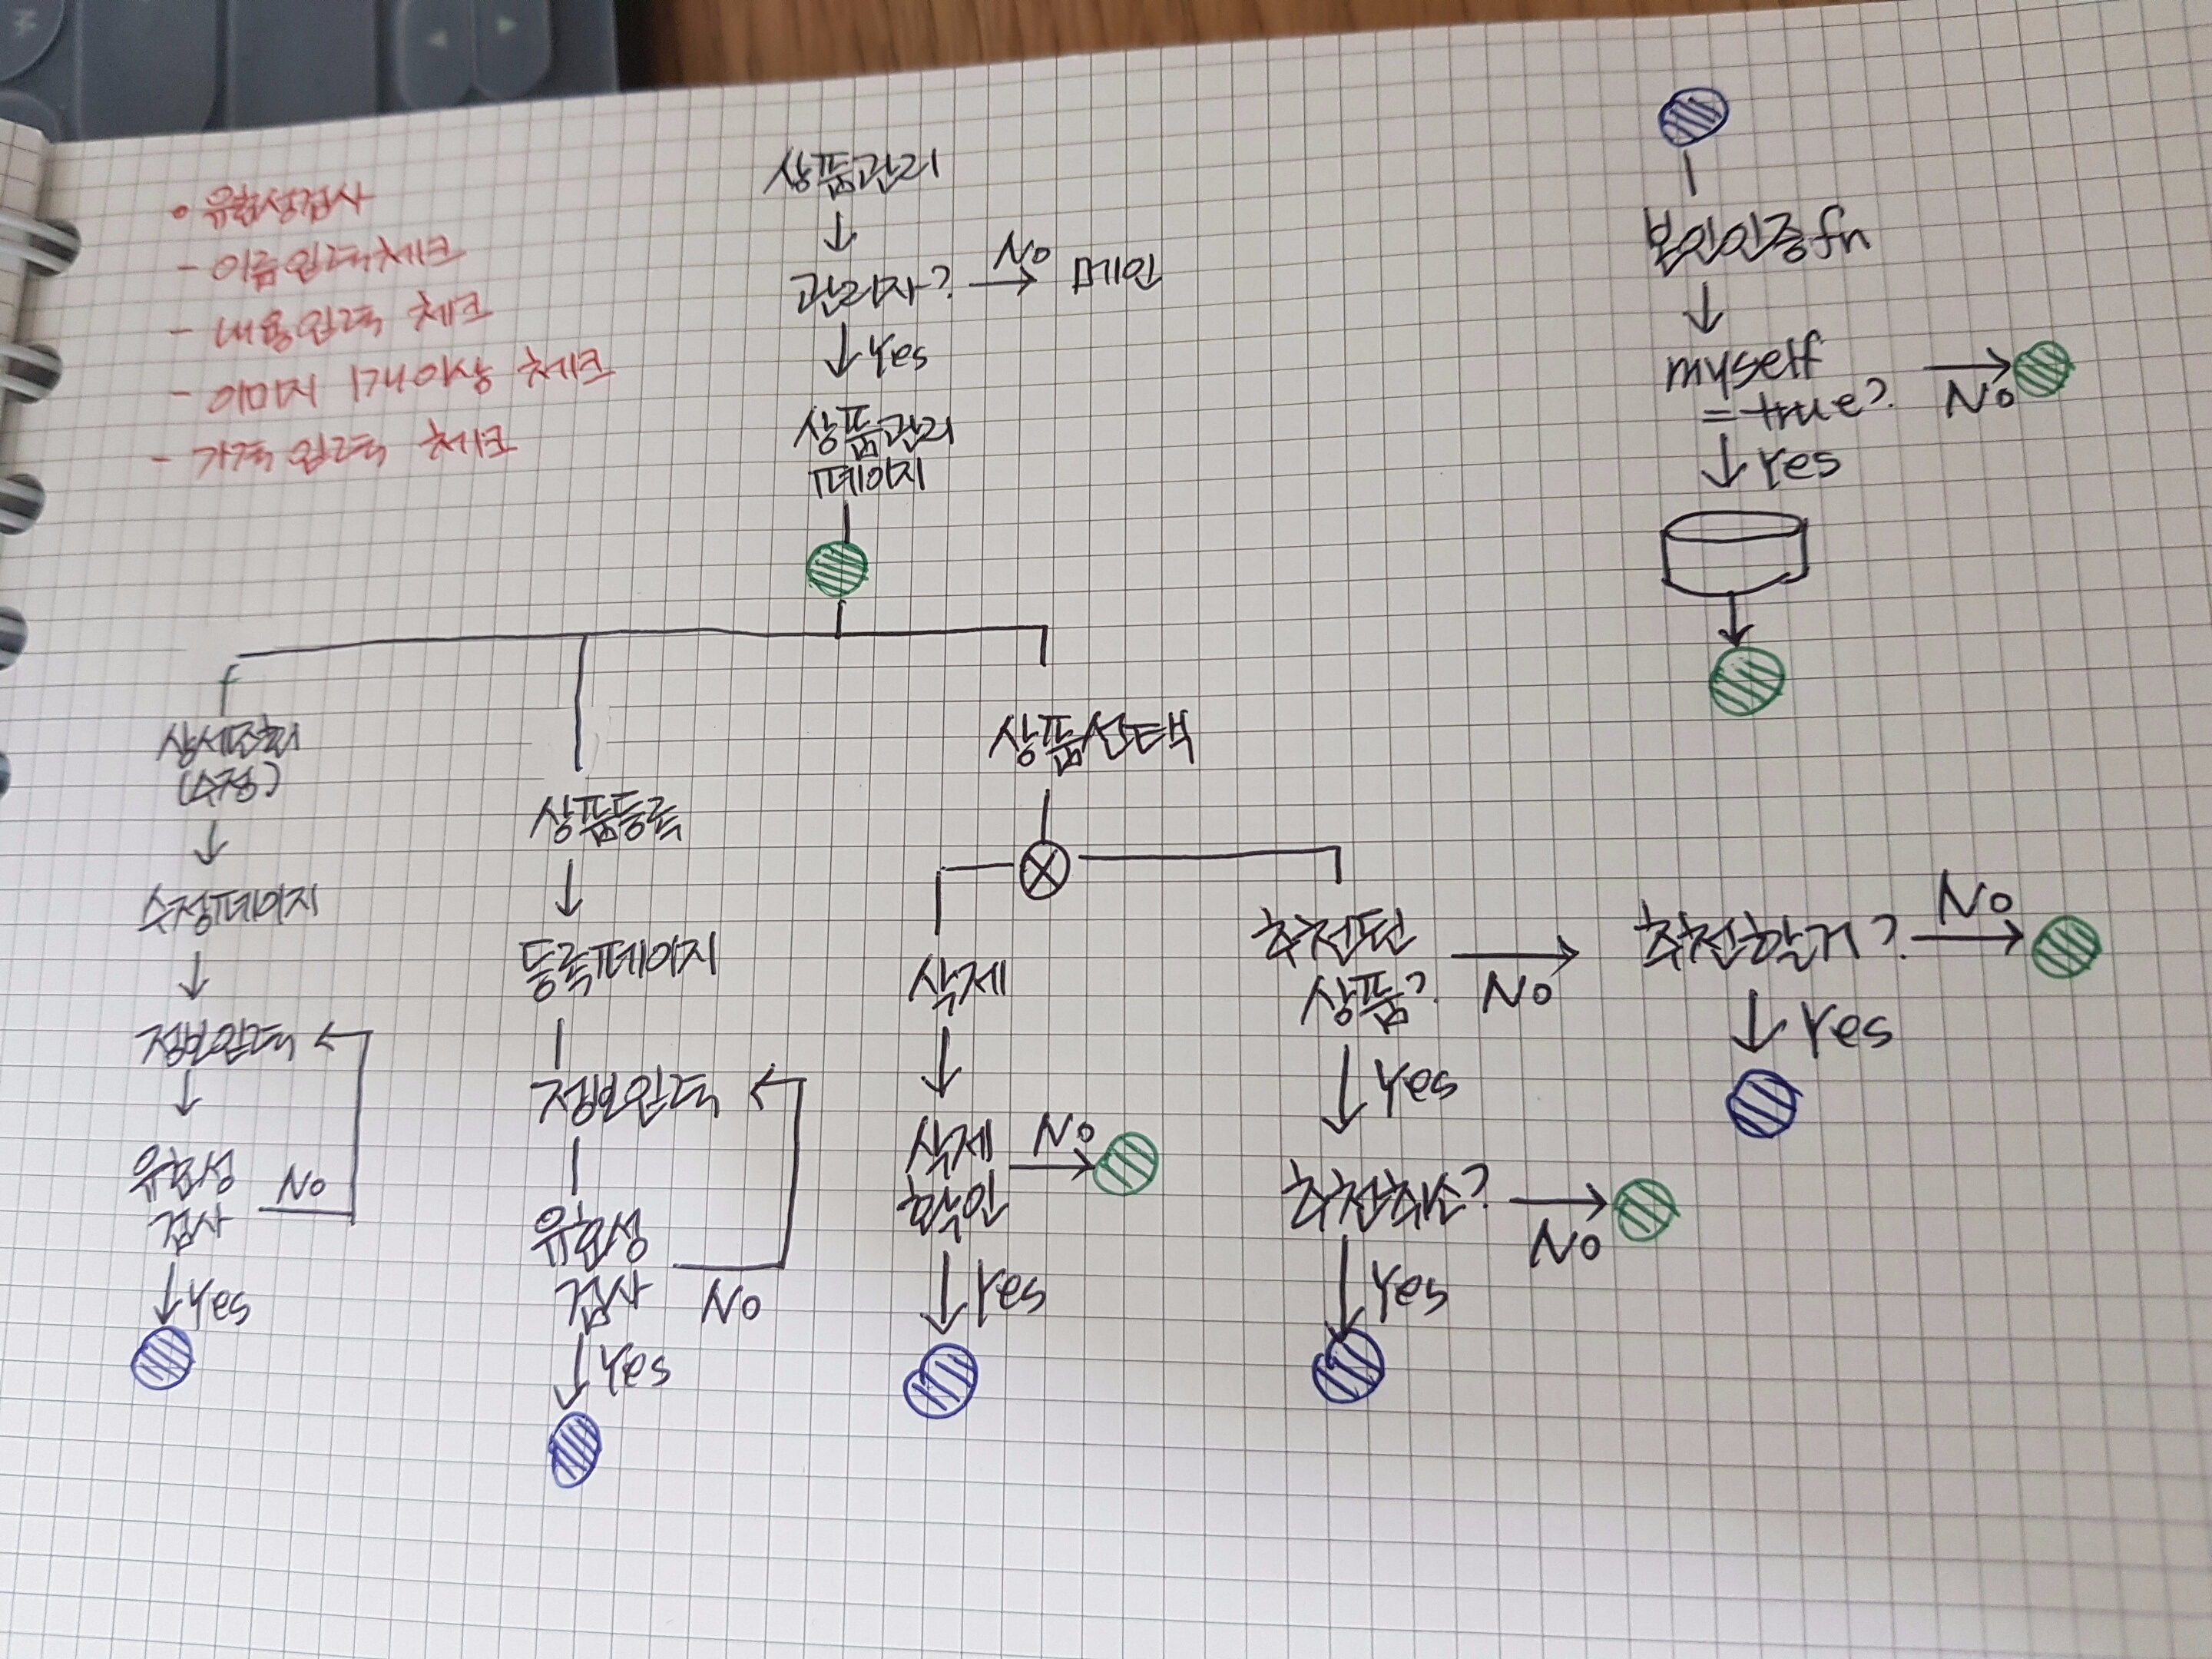 • 유효성검사
- 이름입력체크
- 내용입력 체크
- 이미지 1개이상 체크
- 가격입력 체크
상품관리
관리자?
No
메인
Yes
상품관리
페이지
상세조회
(수정)
수정페이지
정보입력
유효성
검사
No
Yes
상품등록
등록페이지
정보입력
유효성
검사
No
Yes
상품선택
삭제
삭제
확인
No
Yes
추천된
상품?
No
추천할거?
No
Yes
Yes
추천취소?
No
Yes
본인인증fn
myself
=true?
No
Yes